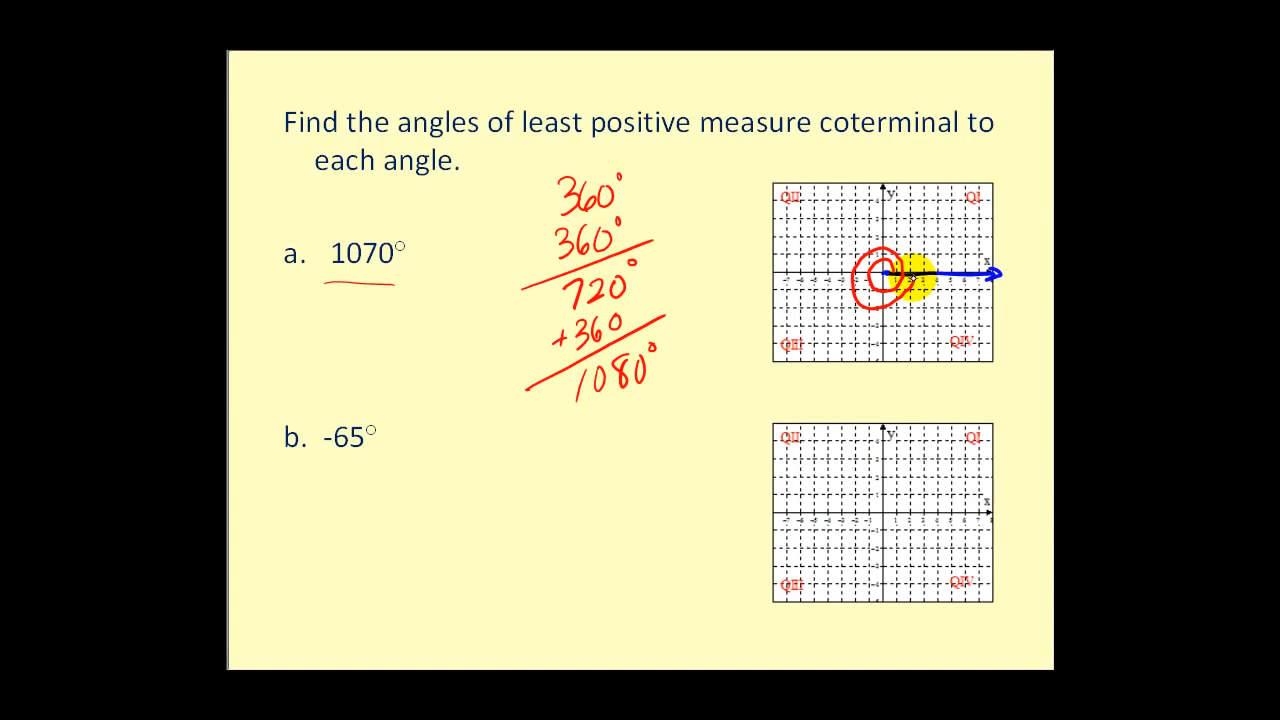 Find the angles of least positive measure coterminal to
each angle.
360°
360°
a. 1070°
720°
+360
1080°
b. -65°
QII y QI
x
QIII QIV
QII y QI
x
QIII QIV